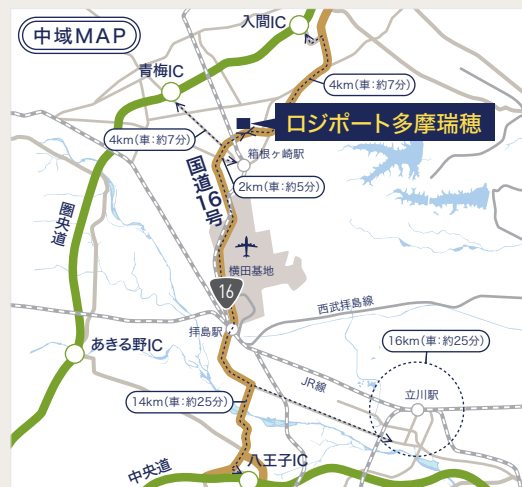 中域MAP
入間IC
青梅IC
4km(車：約7分)
ロジポート多摩瑞穂
4km(車：約7分)
箱根ヶ崎駅
2km(車：約5分)
国道16号
圏央道
横田基地
16
西武拝島線
拝島駅
あきる野IC
16km(車：約25分)
JR線
立川駅
14km(車：約25分)
八王子IC
中央道